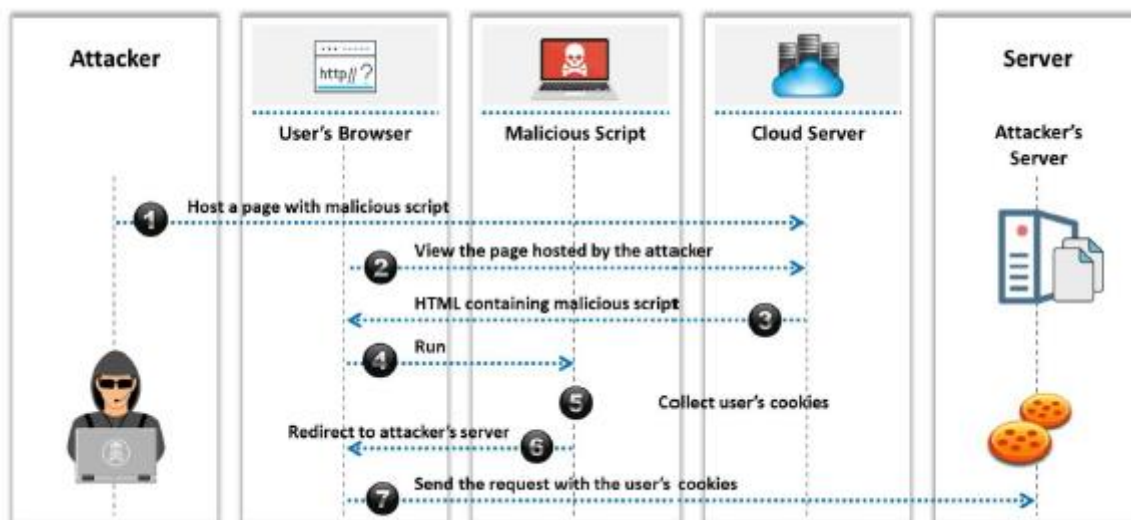 Attacker
http// ?
User's Browser
Malicious Script
Cloud Server
Server
Attacker's
Server
1 Host a page with malicious script
2 View the page hosted by the attacker
HTML containing malicious script 3
4 Run
5 Collect user's cookies
Redirect to attacker's server 6
7 Send the request with the user's cookies